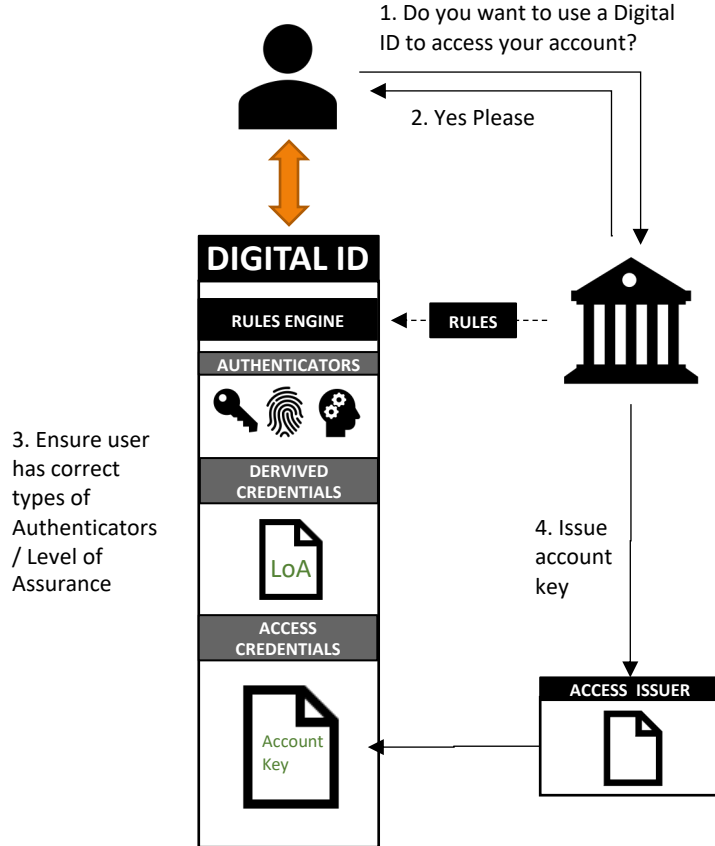 1. Do you want to use a Digital
ID to access your account?
2. Yes Please
DIGITAL ID
RULES ENGINE
RULES
AUTHENTICATORS
3. Ensure user
has correct
types of
Authenticators
/ Level of
Assurance
DERVIVED
CREDENTIALS
LoA
4. Issue
account
key
ACCESS
CREDENTIALS
Account
Key
ACCESS ISSUER